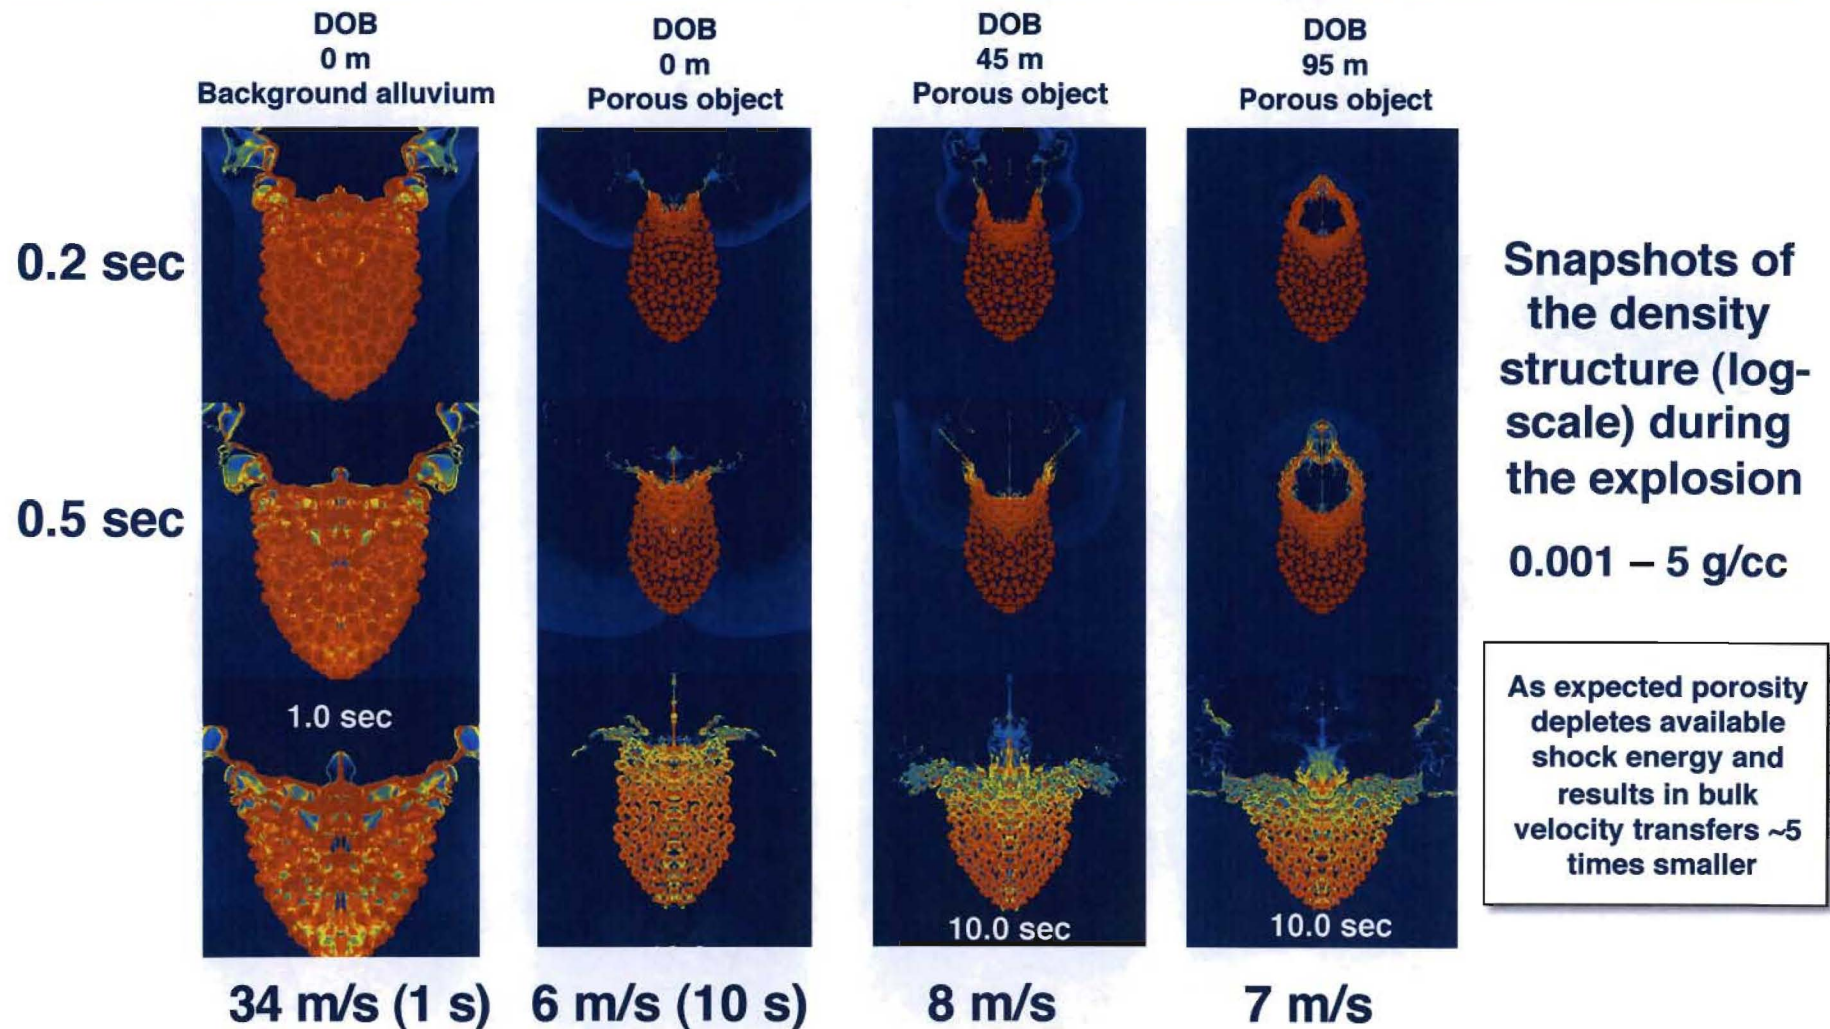 DOB
0 m
Background alluvium
DOB
0 m
Porous object
DOB
45 m
Porous object
DOB
95 m
Porous object
0.2 sec
0.5 sec
1.0 sec
10.0 sec
10.0 sec
34 m/s (1 s)
6 m/s (10 s)
8 m/s
7 m/s
Snapshots of
the density
structure (log-
scale) during
the explosion
0.001 – 5 g/cc
As expected porosity
depletes available
shock energy and
results in bulk
velocity transfers ~5
times smaller